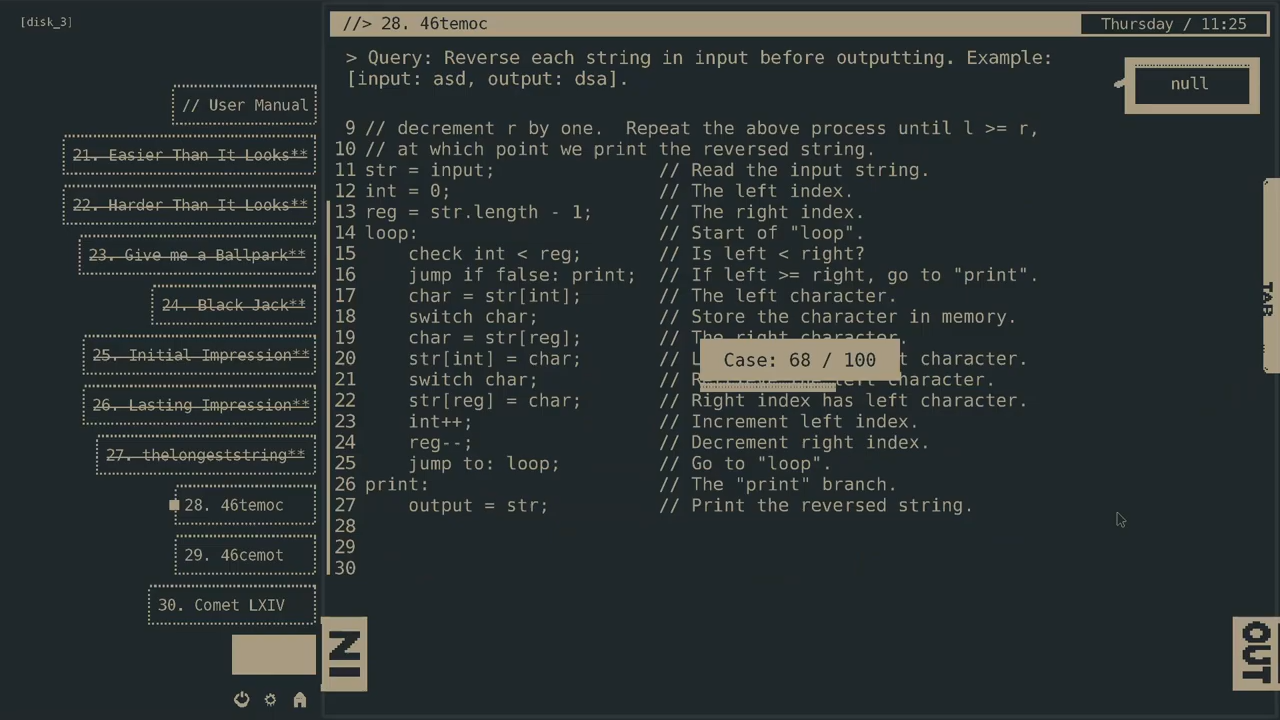 [disk_3]
// User Manual
21. Easier Than It Looks**
22. Harder Than It Looks**
23. Give me a Ballpark**
24. Black Jack**
25. Initial Impression**
26. Lasting Impression**
27. thelongeststring**
28. 46temoc
29. 46cemot
30. Comet LXIV
//> 28. 46temoc
Thursday / 11:25
> Query: Reverse each string in input before outputting. Example:
[input: asd, output: dsa].
null
9 // decrement r by one.  Repeat the above process until l >= r,
10 // at which point we print the reversed string.
11 str = input; // Read the input string.
12 int = 0; // The left index.
13 reg = str.length - 1; // The right index.
14 loop: // Start of "loop".
15 check int < reg; // Is left < right?
16 jump if false: print; // If left >= right, go to "print".
17 char = str[int]; // The left character.
18 switch char; // Store the character in memory.
19 char = str[reg]; // The right character.
20 str[int] = char; // character.
21 switch char; // left character.
22 str[reg] = char; // Right index has left character.
23 int++; // Increment left index.
24 reg--; // Decrement right index.
25 jump to: loop; // Go to "loop".
26 print: // The "print" branch.
27 output = str; // Print the reversed string.
28
29
30
Case: 68 / 100
TAB
IN
OUT